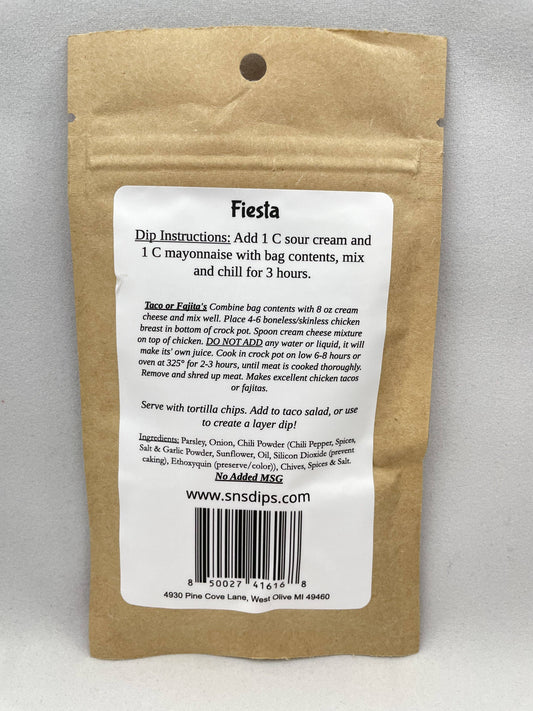 Fiesta
Dip Instructions: Add 1 C sour cream and
1 C mayonnaise with bag contents, mix
and chill for 3 hours.
Taco or Fajita's Combine bag contents with 8 oz cream
cheese and mix well. Place 4-6 boneless/skinless chicken
breast in bottom of crock pot. Spoon cream cheese mixture
on top of chicken. DO NOT ADD any water or liquid, it will
make its' own juice. Cook in crock pot on low 6-8 hours or
oven at 325° for 2-3 hours, until meat is cooked thoroughly.
Remove and shred up meat. Makes excellent chicken tacos
or fajitas.
Serve with tortilla chips. Add to taco salad, or use
to create a layer dip!
Ingredients: Parsley, Onion, Chili Powder (Chili Pepper, Spices,
Salt & Garlic Powder, Sunflower, Oil, Silicon Dioxide (prevent
caking), Ethoxyquin (preserve/color)), Chives, Spices & Salt.
No Added MSG
www.snsdips.com
8 50027 41616 8
4930 Pine Cove Lane, West Olive MI 49460